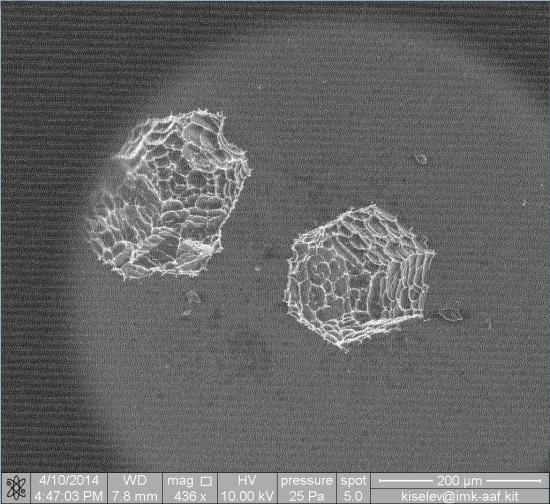 4/10/2014 WD mag HV pressure spot 200 µm
4:47:03 PM 7.8 mm 436 x 10.00 kV 25 Pa 5.0 kiselev@imk-aaf.kit